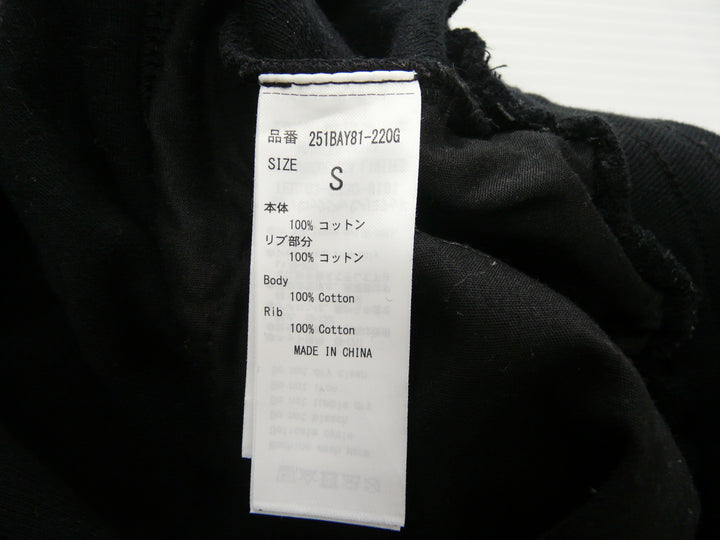 品番 251BAY81-220G
SIZE
S
本体
100% コットン
リブ部分
100% コットン
Body
100% Cotton
Rib
100% Cotton
MADE IN CHINA